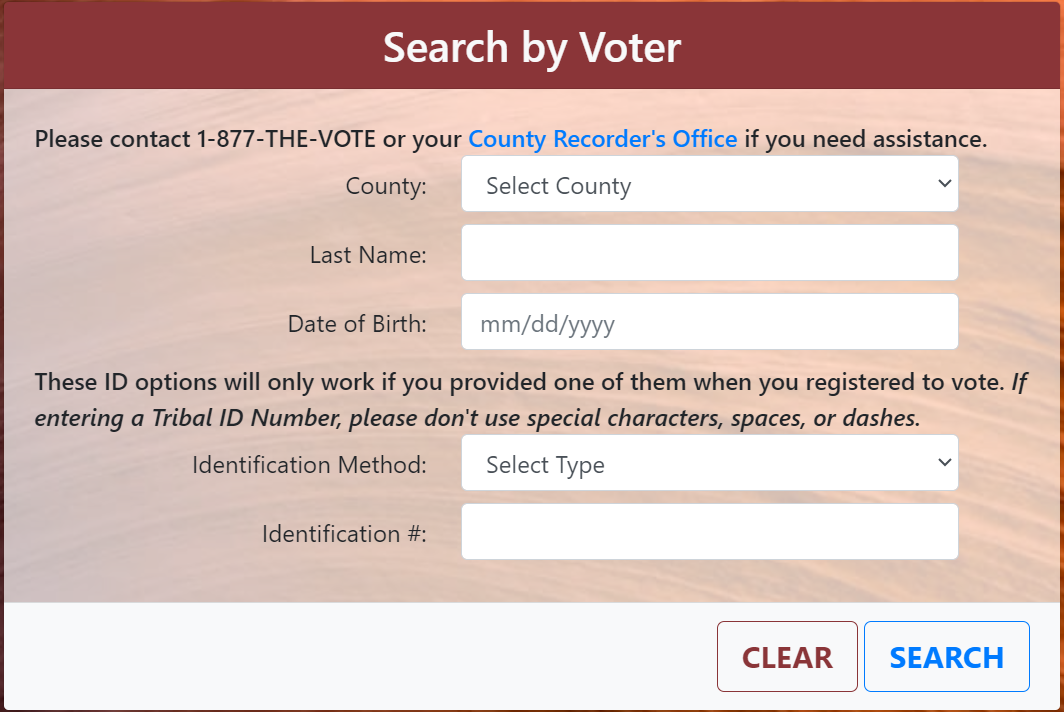 Search by Voter
Please contact 1-877-THE-VOTE or your County Recorder's Office if you need assistance.
County: Select County
Last Name:
Date of Birth: mm/dd/yyyy
These ID options will only work if you provided one of them when you registered to vote. If
entering a Tribal ID Number, please don't use special characters, spaces, or dashes.
Identification Method: Select Type
Identification #:
CLEAR SEARCH